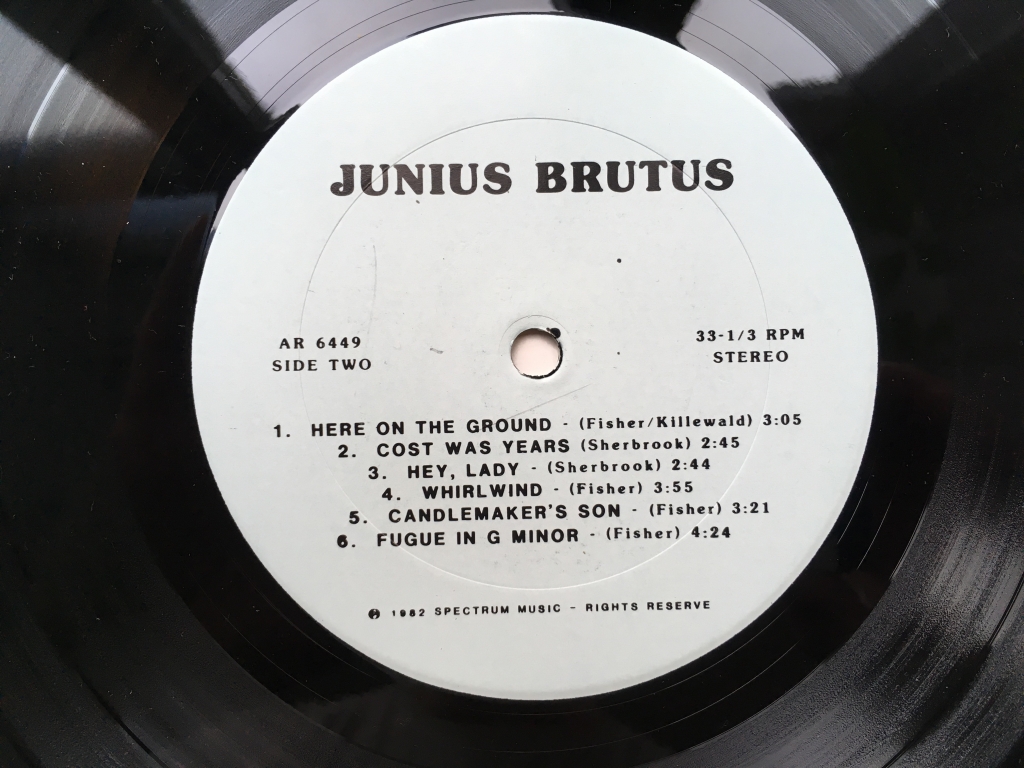 JUNIUS BRUTUS
AR 6449
SIDE TWO
33-1/3 RPM
STEREO
1. HERE ON THE GROUND - (Fisher/Killewald) 3:05
2. COST WAS YEARS (Sherbrook) 2:45
3. HEY, LADY - (Sherbrook) 2:44
4. WHIRLWIND - (Fisher) 3:55
5. CANDLEMAKER'S SON - (Fisher) 3:21
6. FUGUE IN G MINOR - (Fisher) 4:24
℗ 1982 SPECTRUM MUSIC - RIGHTS RESERVE